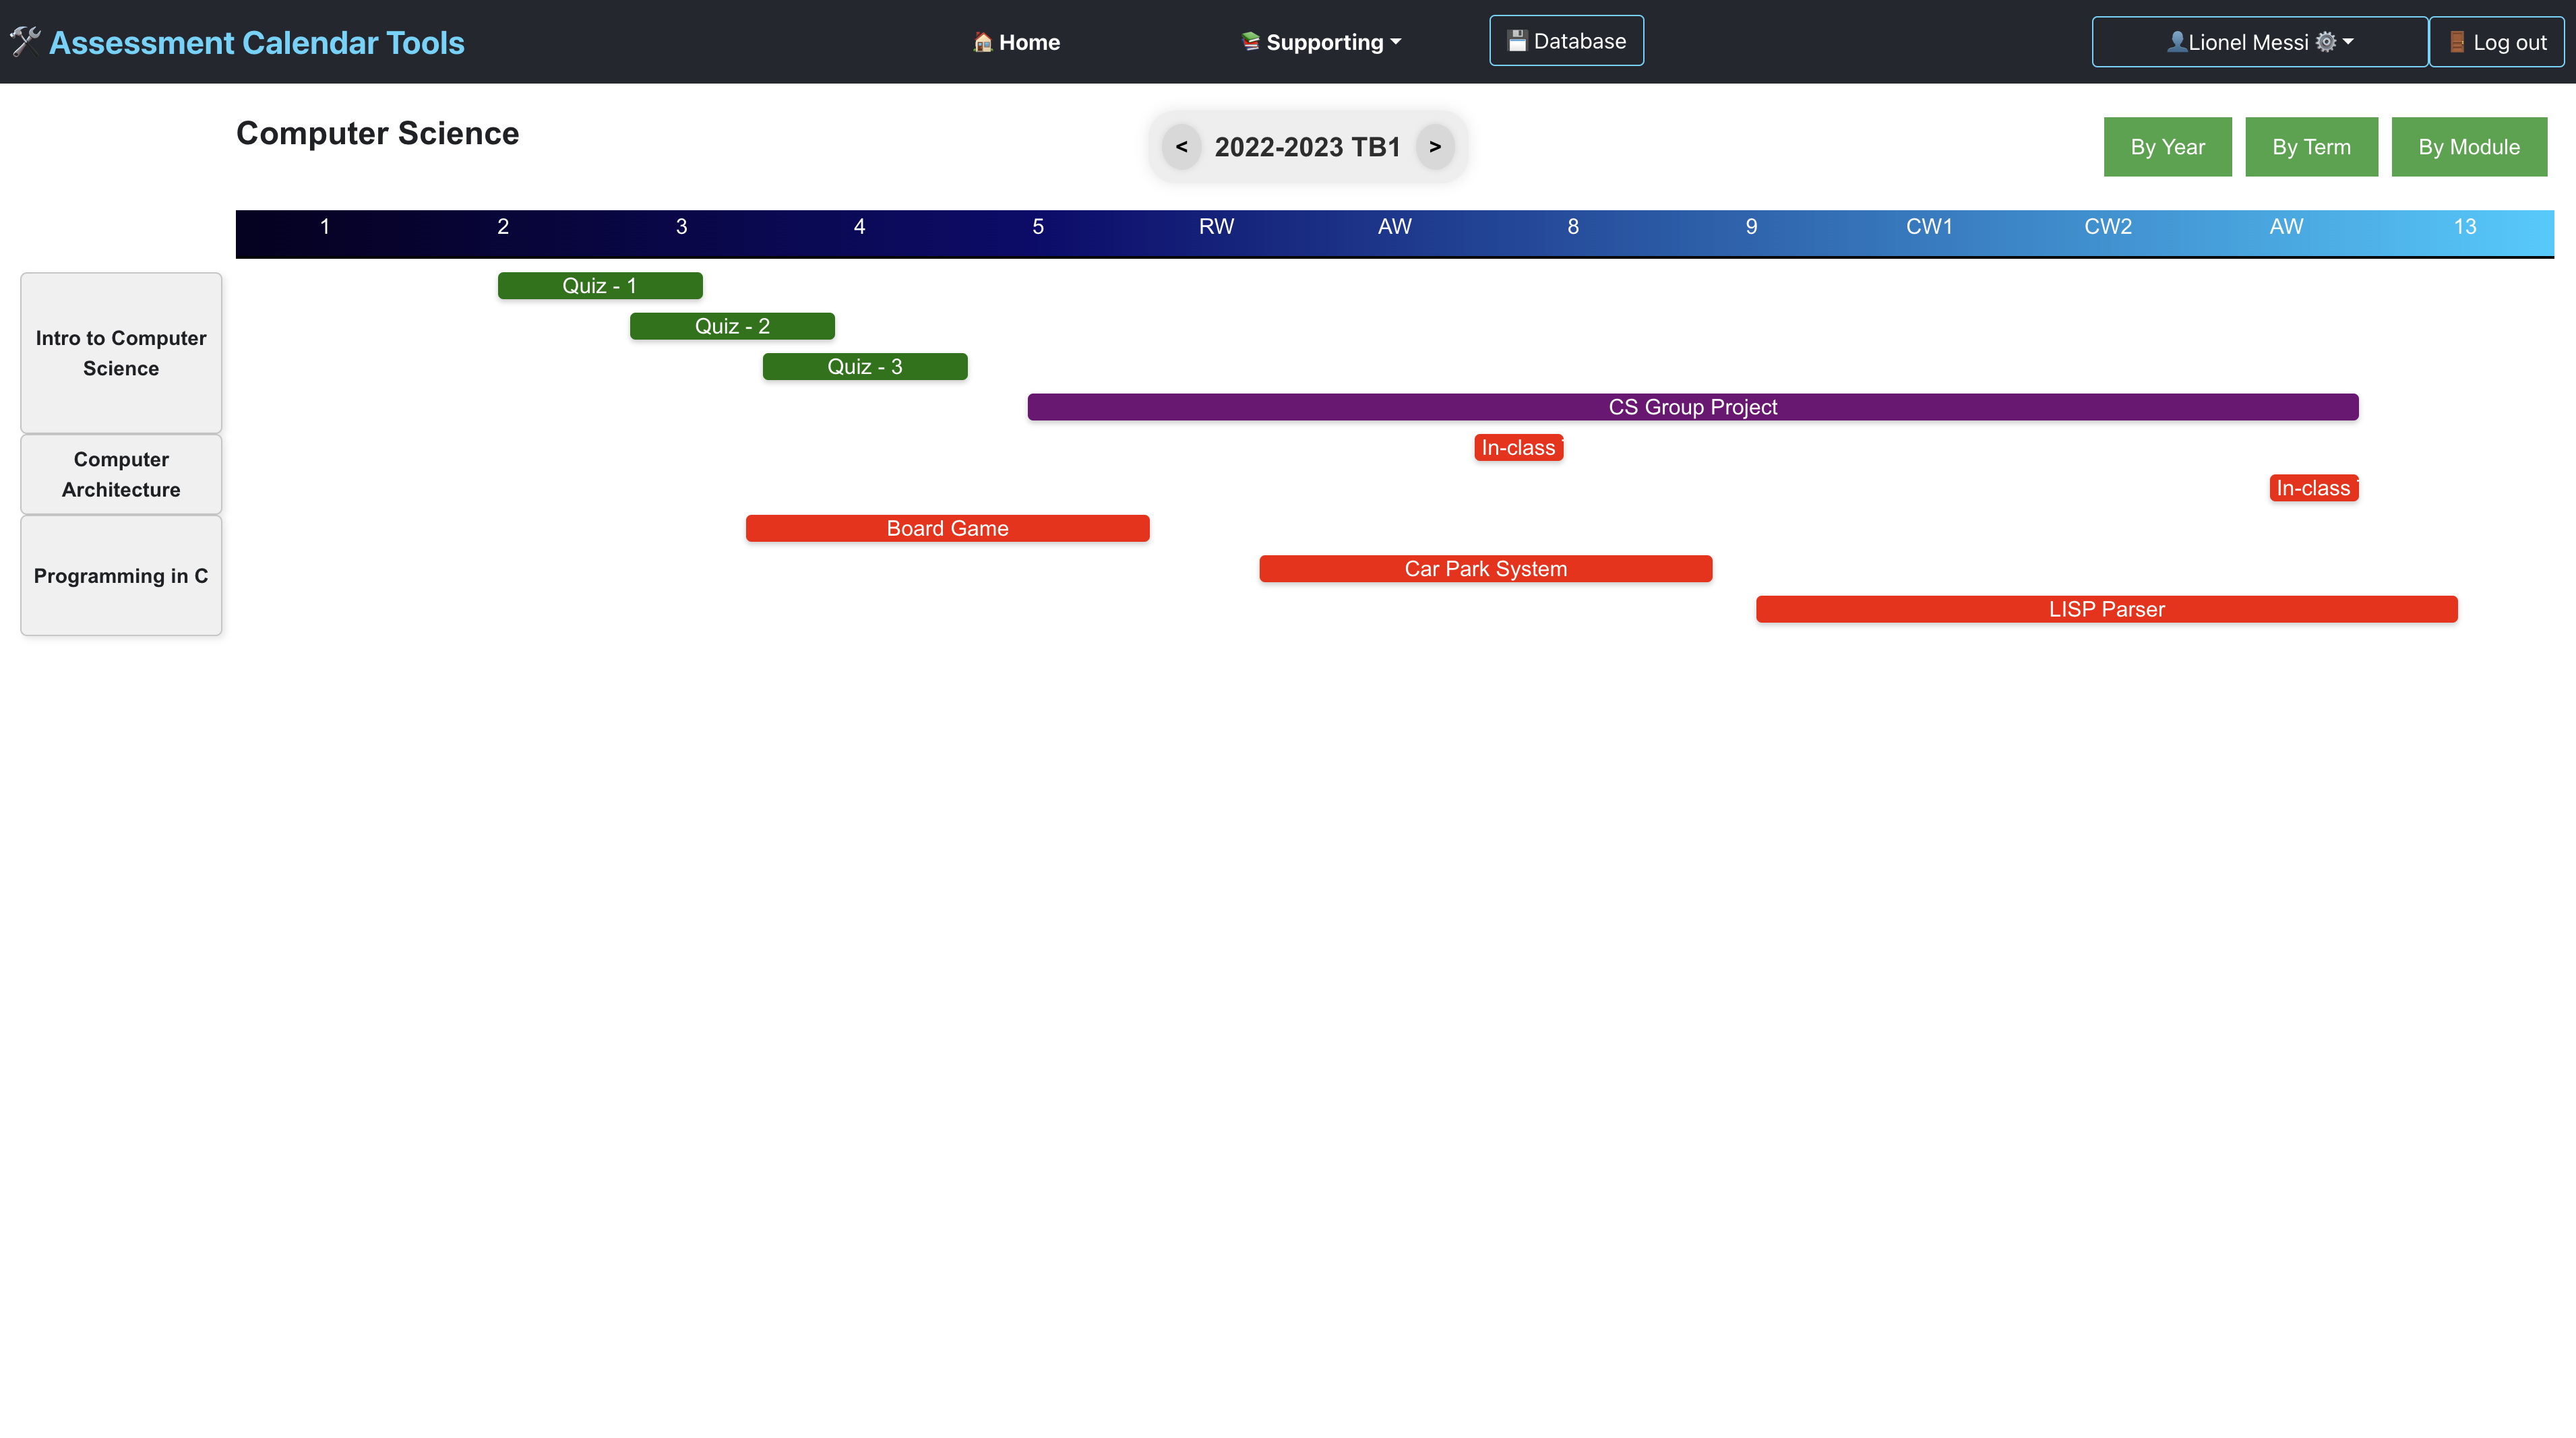 Assessment Calendar Tools
Home
Supporting
Database
Lionel Messi
Log out
Computer Science
< 2022-2023 TB1 >
By Year
By Term
By Module
1 2 3 4 5 RW AW 8 9 CW1 CW2 AW 13
Intro to Computer
Science
Quiz - 1
Quiz - 2
Quiz - 3
CS Group Project
Computer
Architecture
In-class
In-class
Programming in C
Board Game
Car Park System
LISP Parser